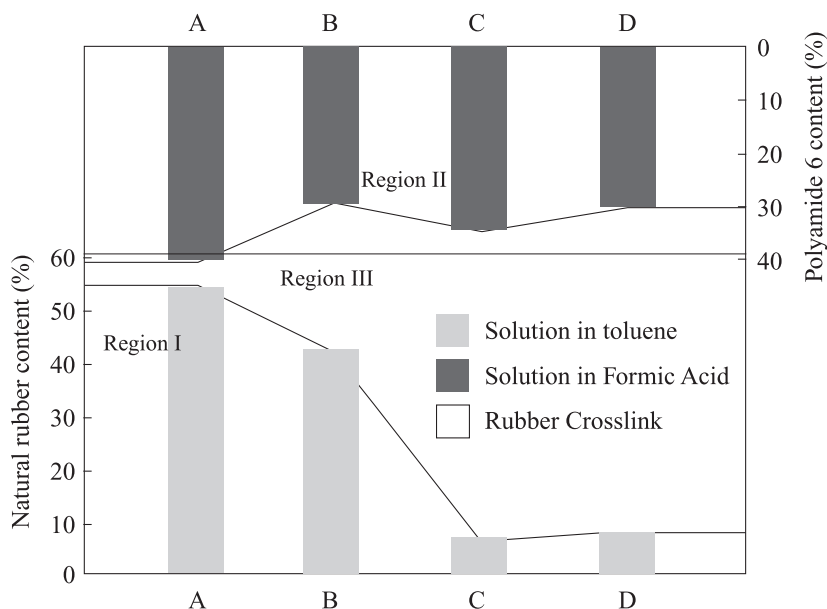 A B C D
0
10
20
30
40
Polyamide 6 content (%)
Region II
Region III
Region I
60
50
40
30
20
10
0
Natural rubber content (%)
Solution in toluene
Solution in Formic Acid
Rubber Crosslink
A B C D